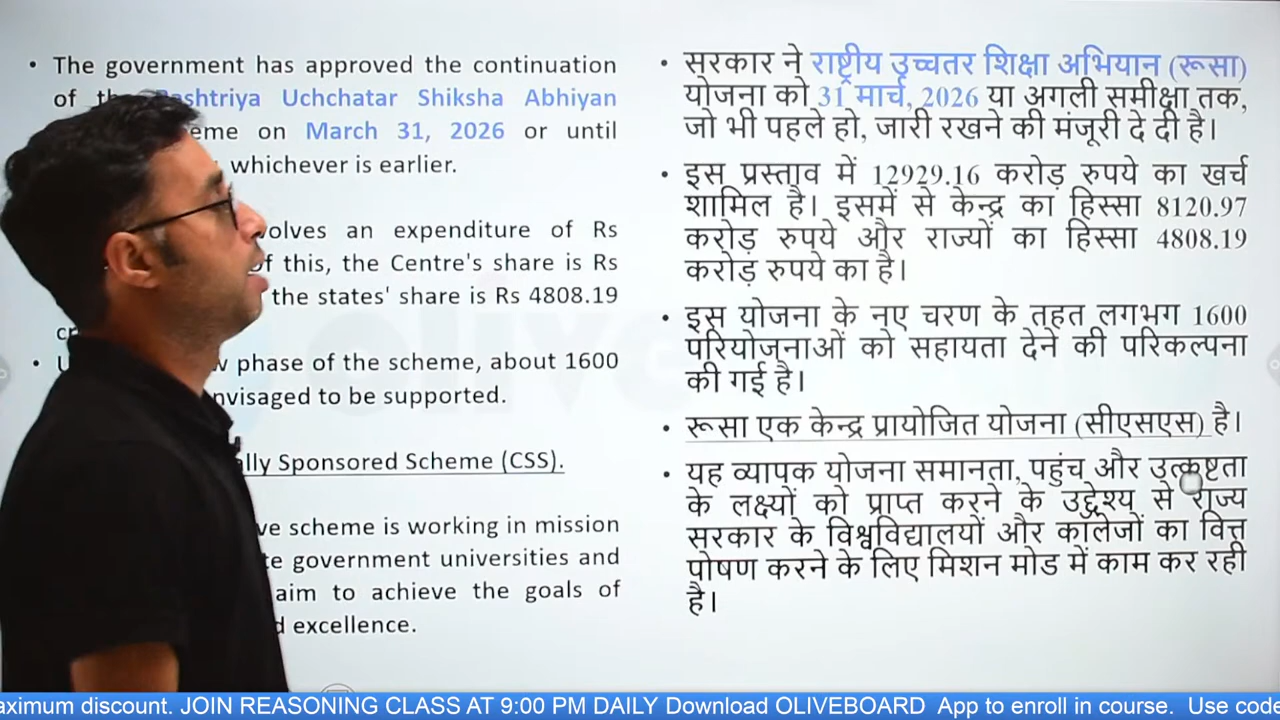 • The government has approved the continuation
of Rashtriya Uchchatar Shiksha Abhiyan
on March 31, 2026 or until
whichever is earlier.
an expenditure of Rs
of this, the Centre's share is Rs
the states' share is Rs 4808.19
• phase of the scheme, about 1600
to be supported.
Sponsored Scheme (CSS).
scheme is working in mission
government universities and
aim to achieve the goals of
excellence.
• सरकार ने राष्ट्रीय उच्चतर शिक्षा अभियान (रूसा)
योजना को 31 मार्च, 2026 या अगली समीक्षा तक,
जो भी पहले हो, जारी रखने की मंजूरी दे दी है।
• इस प्रस्ताव में 12929.16 करोड़ रुपये का खर्च
शामिल है। इसमें से केन्द्र का हिस्सा 8120.97
करोड़ रुपये और राज्यों का हिस्सा 4808.19
करोड़ रुपये का है।
• इस योजना के नए चरण के तहत लगभग 1600
परियोजनाओं को सहायता देने की परिकल्पना
की गई है।
• रूसा एक केन्द्र प्रायोजित योजना (सीएसएस) है।
• यह व्यापक योजना समानता, पहुंच और उत्कृष्टता
के लक्ष्यों को प्राप्त करने के उद्देश्य से राज्य
सरकार के विश्वविद्यालयों और कॉलेजों का वित्त
पोषण करने के लिए मिशन मोड में काम कर रही
है।
discount. JOIN REASONING CLASS AT 9:00 PM DAILY Download OLIVEBOARD App to enroll in course. Use code